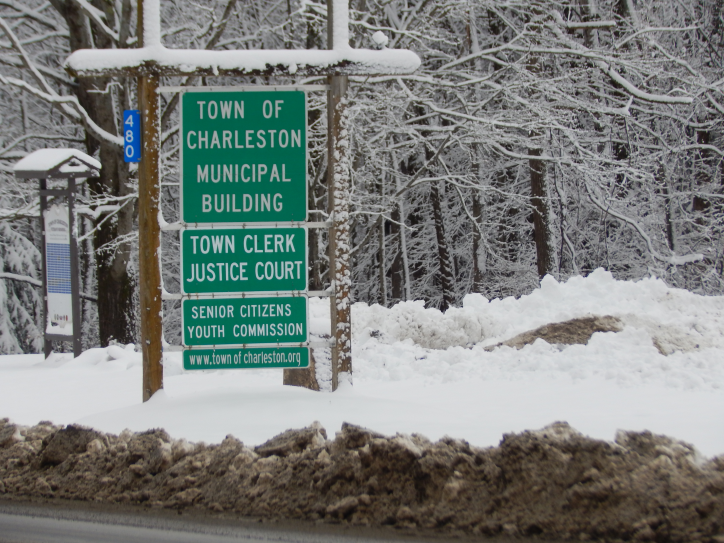 480
TOWN OF
CHARLESTON
MUNICIPAL
BUILDING
TOWN CLERK
JUSTICE COURT
SENIOR CITIZENS
YOUTH COMMISSION
www.town of charleston.org